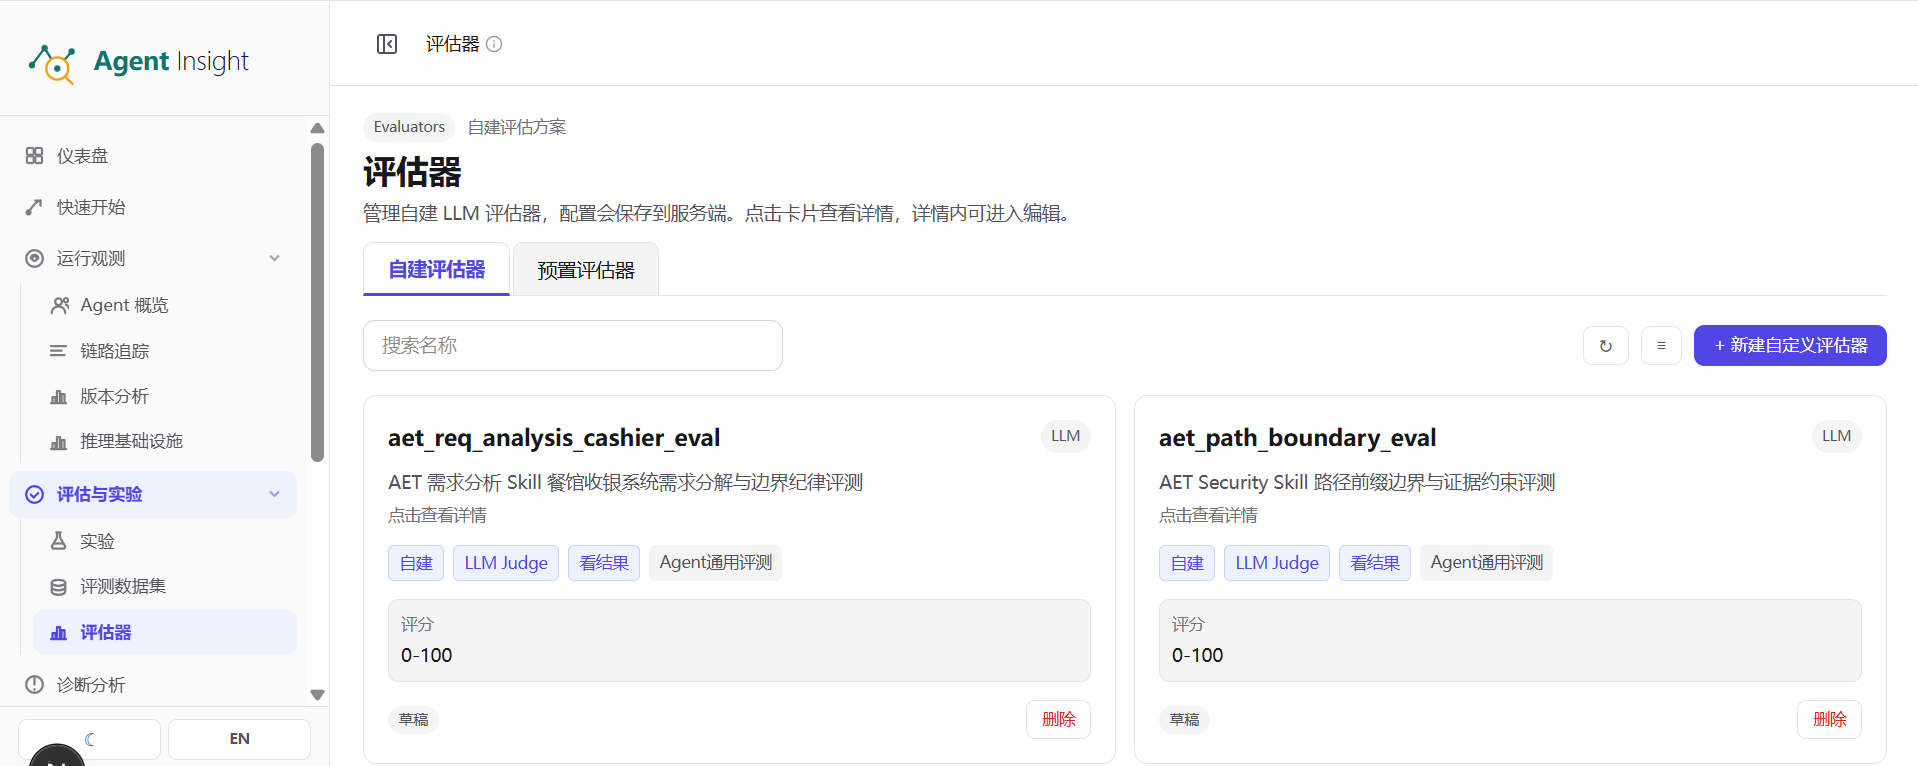 Agent Insight
仪表盘
快速开始
运行观测
Agent 概览
链路追踪
版本分析
推理基础设施
评估与实验
实验
评测数据集
评估器
诊断分析
EN
评估器
Evaluators 自建评估方案
评估器
管理自建 LLM 评估器，配置会保存到服务端。点击卡片查看详情，详情内可进入编辑。
自建评估器 预置评估器
搜索名称
+ 新建自定义评估器
aet_req_analysis_cashier_eval LLM
AET 需求分析 Skill 餐馆收银系统需求分解与边界纪律评测
点击查看详情
自建 LLM Judge 看结果 Agent通用评测
评分
0-100
草稿 删除
aet_path_boundary_eval LLM
AET Security Skill 路径前缀边界与证据约束评测
点击查看详情
自建 LLM Judge 看结果 Agent通用评测
评分
0-100
草稿 删除